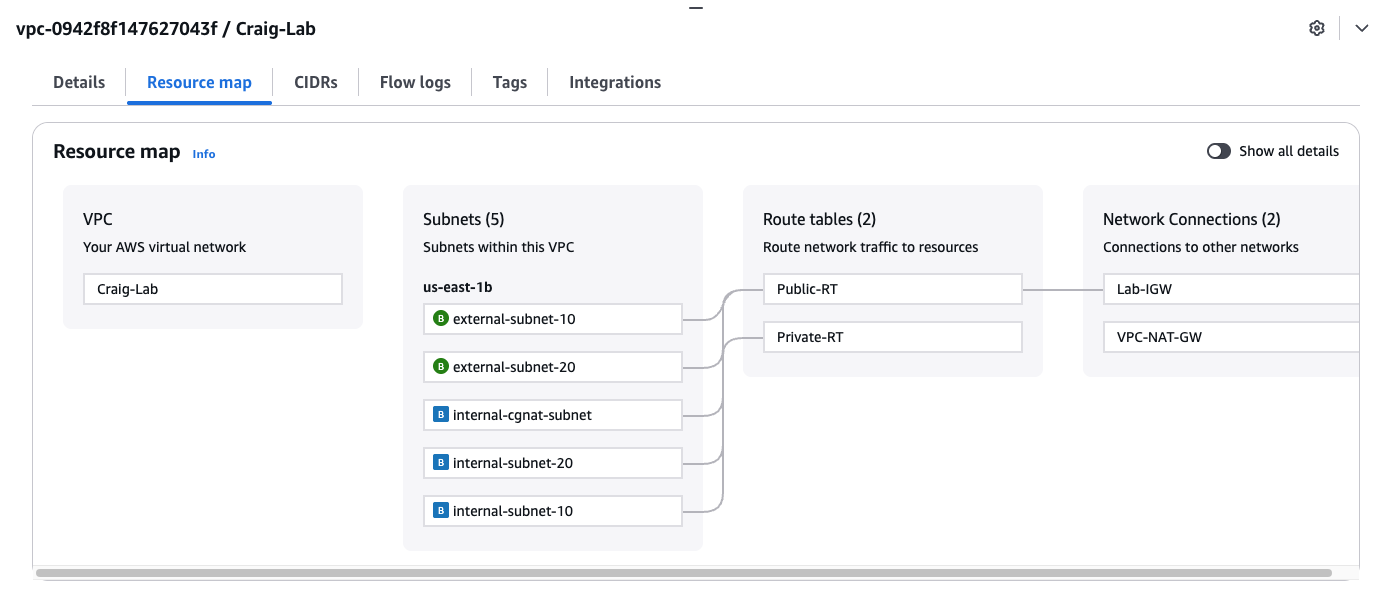 vpc-0942f8f147627043f / Craig-Lab
Details
Resource map
CIDRs
Flow logs
Tags
Integrations
Resource map Info
Show all details
VPC
Your AWS virtual network
Craig-Lab
Subnets (5)
Subnets within this VPC
us-east-1b
B external-subnet-10
B external-subnet-20
B internal-cgnat-subnet
B internal-subnet-20
B internal-subnet-10
Route tables (2)
Route network traffic to resources
Public-RT
Private-RT
Network Connections (2)
Connections to other networks
Lab-IGW
VPC-NAT-GW